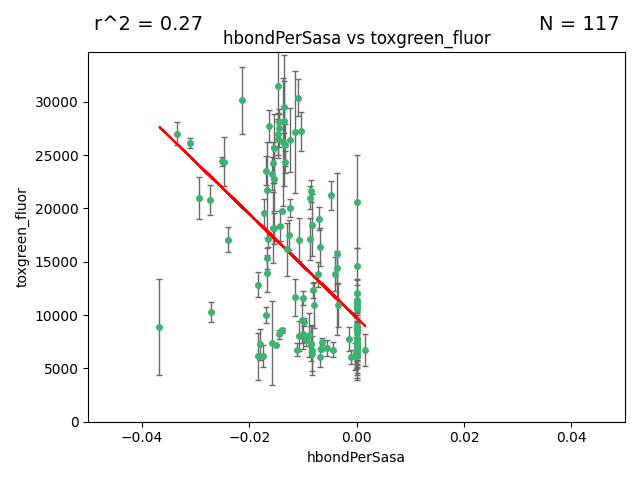 r^2 = 0.27
N = 117
hbondPerSasa vs toxgreen_fluor
30000
25000
20000
15000
10000
5000
0
toxgreen_fluor
−0.04
−0.02
0.00
0.02
0.04
hbondPerSasa